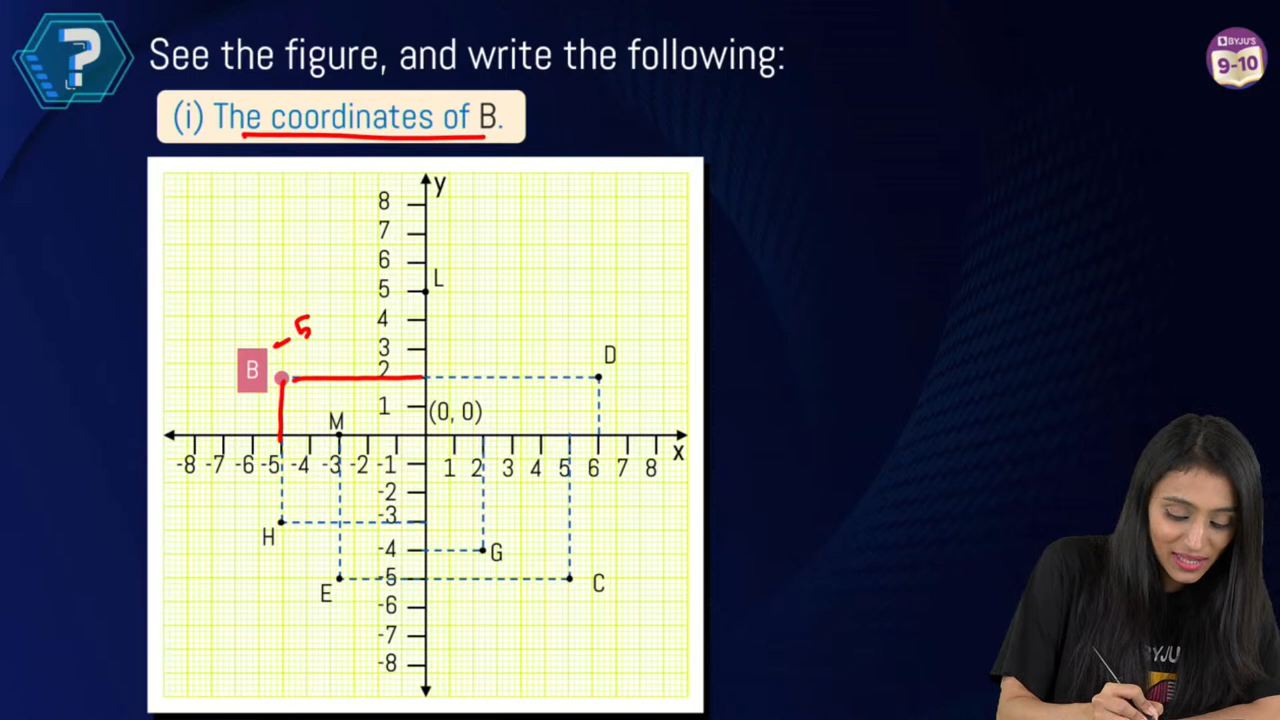 ?
See the figure, and write the following:
BYJU'S
9-10
(i) The coordinates of B.
y
8
7
6
5
L
4
-5
3
D
B
2
1
(0, 0)
M
-8 -7 -6 -5 -4 -3 -2 -1 1 2 3 4 5 6 7 8 x
-2
-3
H
-4
G
-5
E
C
-6
-7
-8
BYJU